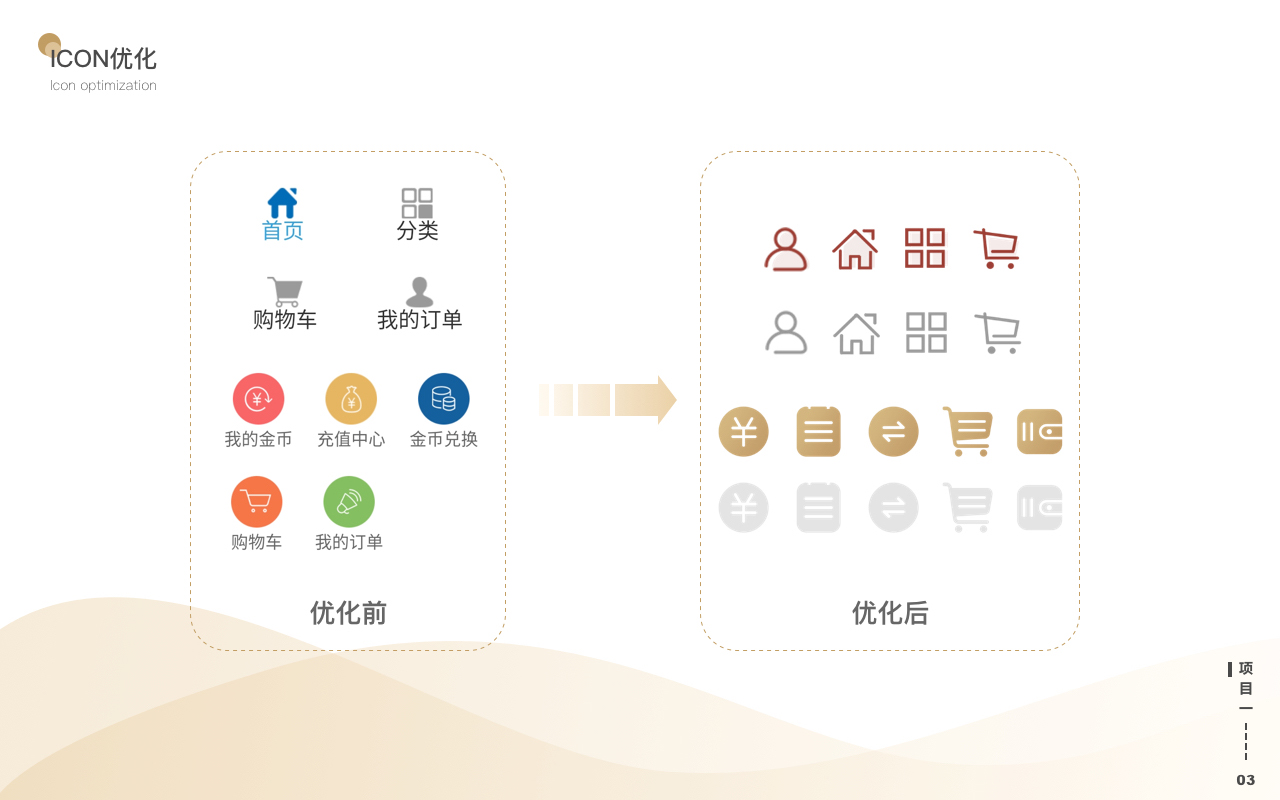 ICON优化
Icon optimization
首页 分类
购物车 我的订单
我的金币 充值中心 金币兑换
购物车 我的订单
优化前 优化后
项
目
一
03